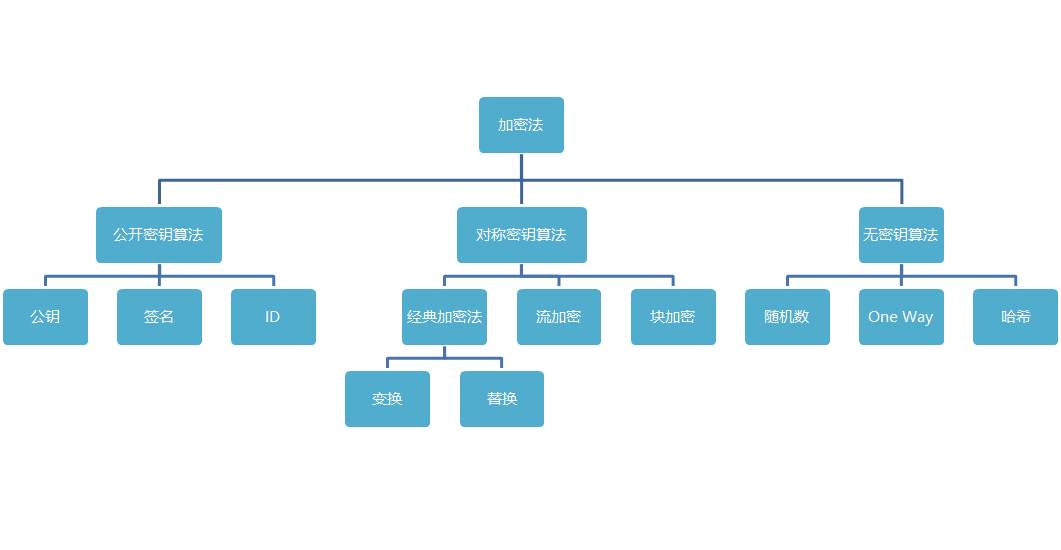 加密法
公开密钥算法
对称密钥算法
无密钥算法
公钥
签名
ID
经典加密法
流加密
块加密
随机数
One Way
哈希
变换
替换